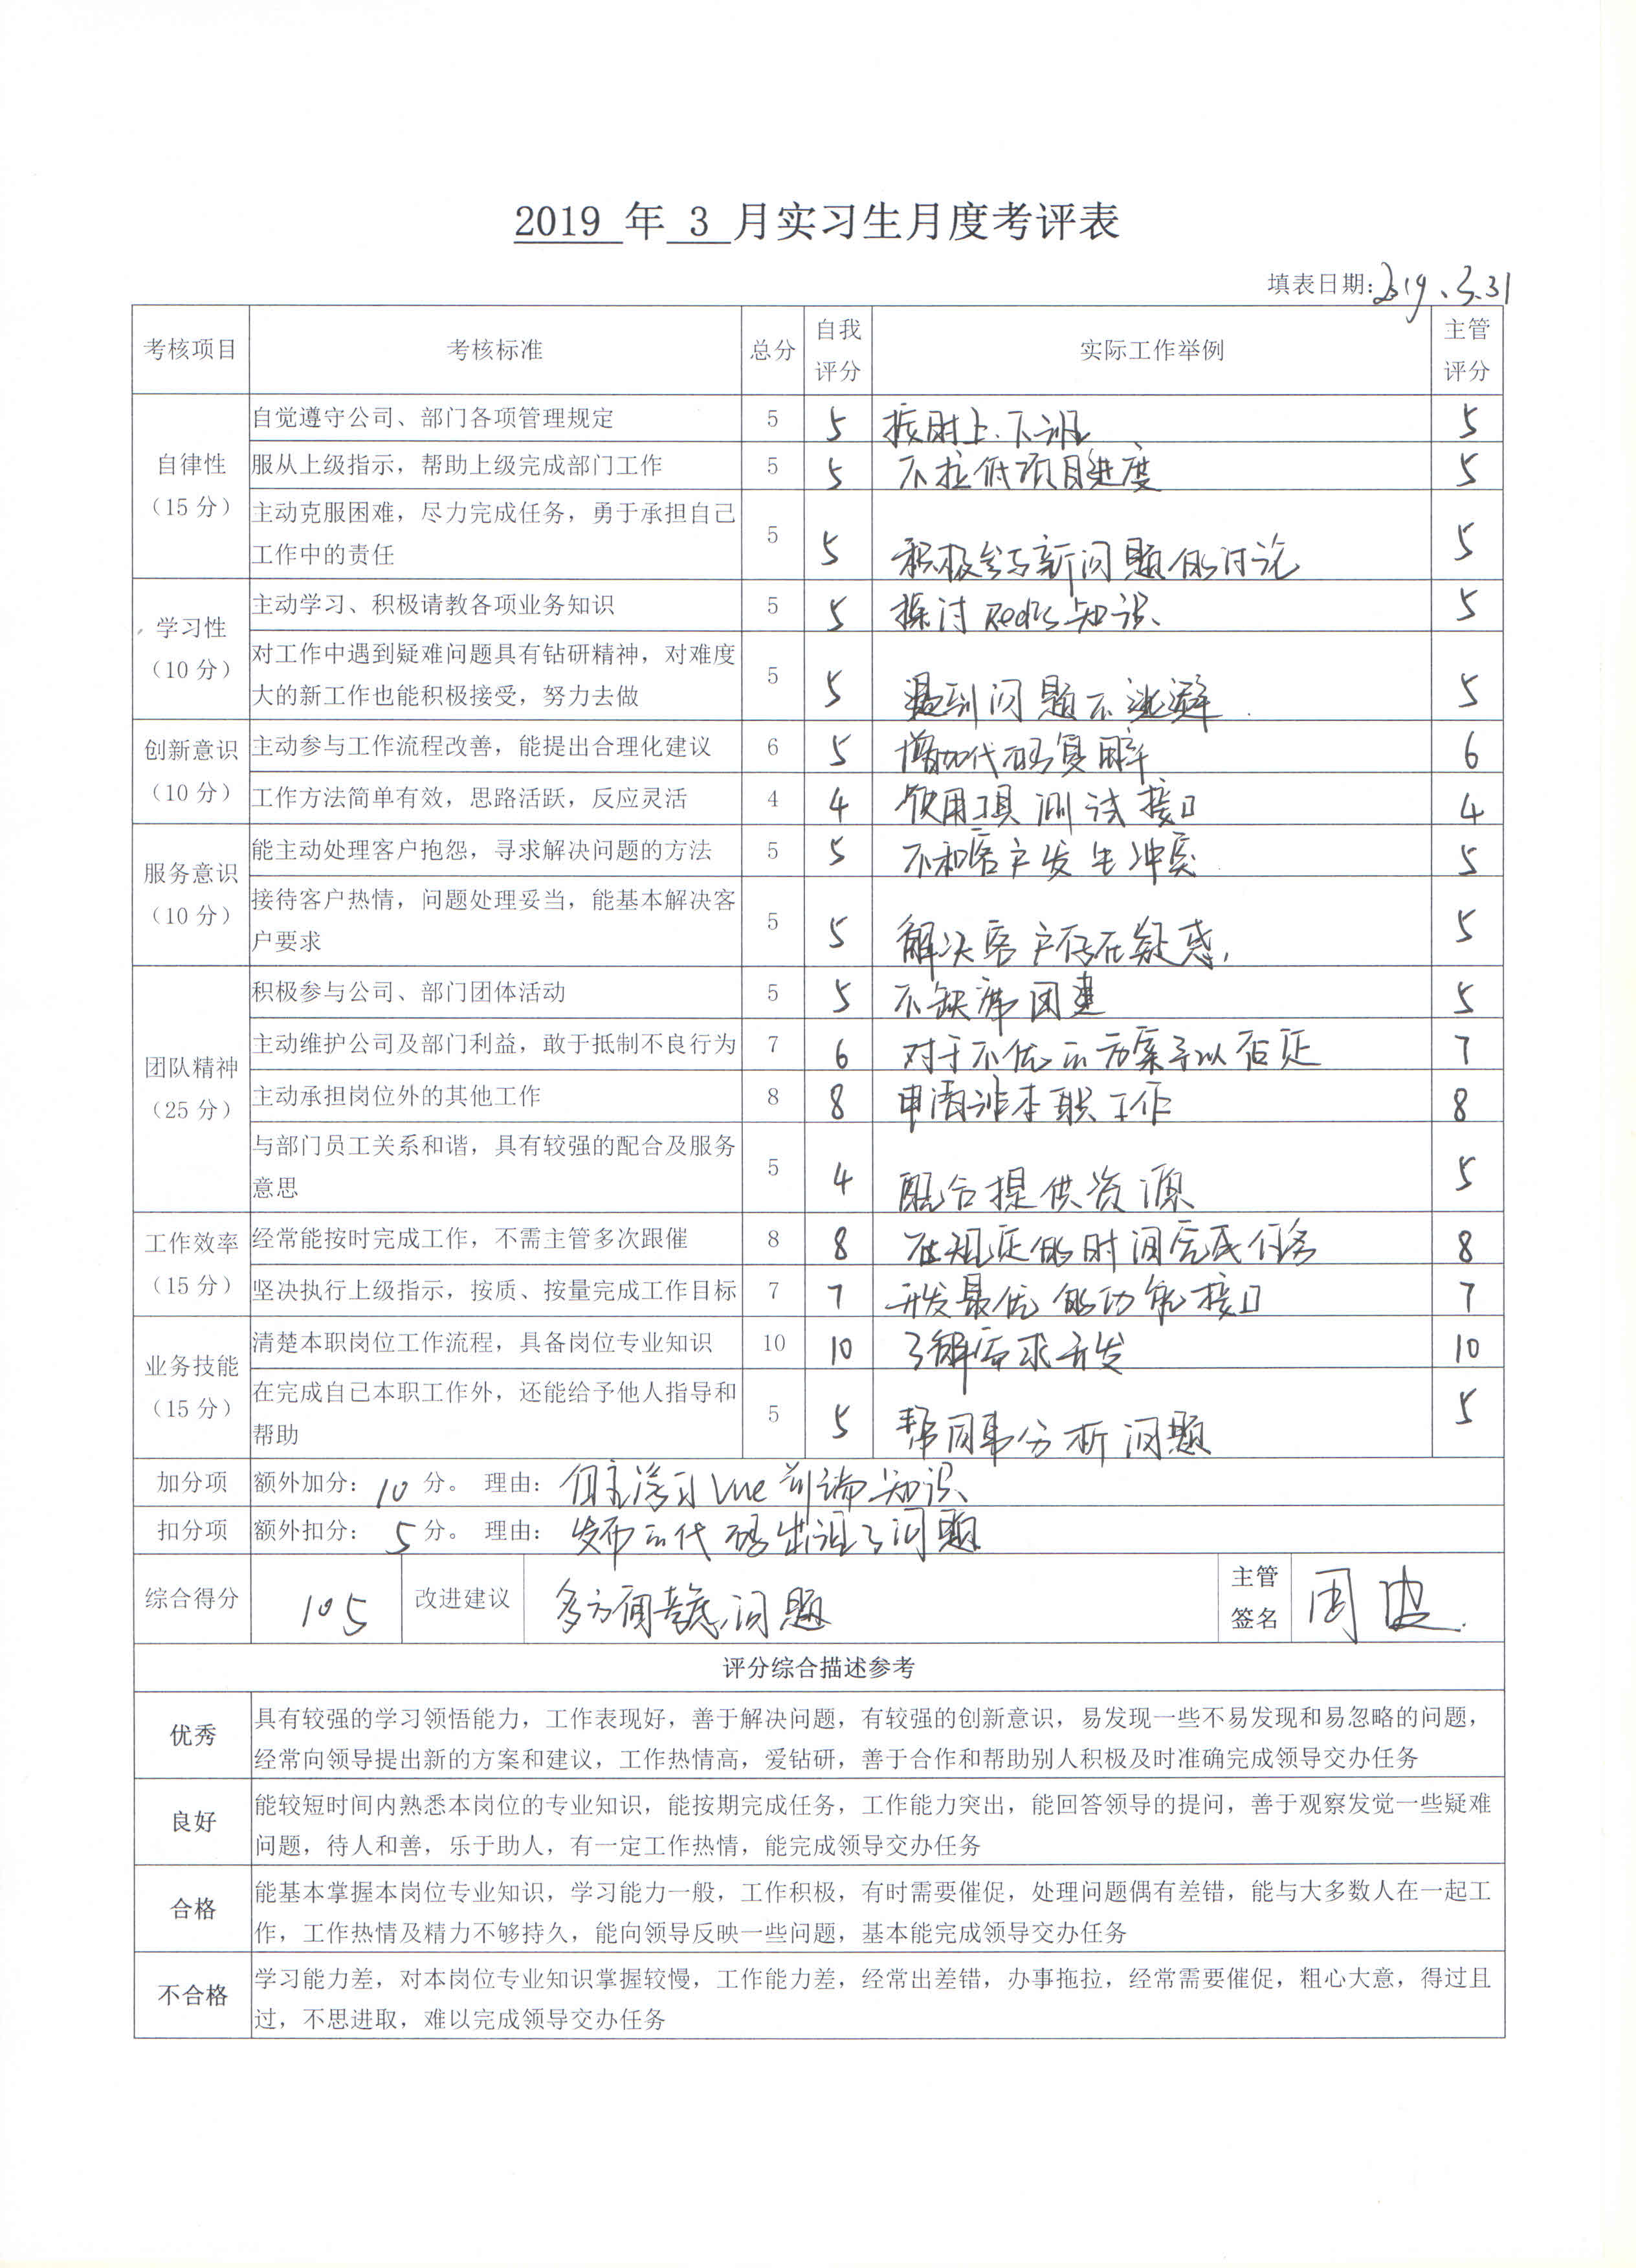 2019 年 3 月实习生月度考评表
填表日期：2019.3.31
考核项目 考核标准 总分 自我评分 实际工作举例 主管评分
自律性（15分）
自觉遵守公司、部门各项管理规定 5 5 按时上.下班 5
服从上级指示，帮助上级完成部门工作 5 5 不拉低项目进度 5
主动克服困难，尽力完成任务，勇于承担自己
工作中的责任 5 5 积极参与新问题的讨论 5
学习性（10分）
主动学习、积极请教各项业务知识 5 5 探讨Redis知识、 5
对工作中遇到疑难问题具有钻研精神，对难度
大的新工作也能积极接受，努力去做 5 5 遇到问题不逃避. 5
创新意识（10分）
主动参与工作流程改善，能提出合理化建议 6 5 增加代码复用率 6
工作方法简单有效，思路活跃，反应灵活 4 4 使用工具测试接口 4
服务意识（10分）
能主动处理客户抱怨，寻求解决问题的方法 5 5 不和客户发生冲突 5
接待客户热情，问题处理妥当，能基本解决客
户要求 5 5 解决客户存在疑惑, 5
团队精神（25分）
积极参与公司、部门团体活动 5 5 不缺席团建 5
主动维护公司及部门利益，敢于抵制不良行为 7 6 对于不优的方案予以否定 7
主动承担岗位外的其他工作 8 8 申请非本职工作 8
与部门员工关系和谐，具有较强的配合及服务
意思 5 4 配合提供资源 5
工作效率（15分）
经常能按时完成工作，不需主管多次跟催 8 8 在规定的时间完成任务 8
坚决执行上级指示，按质、按量完成工作目标 7 7 开发最优的功能接口 7
业务技能（15分）
清楚本职岗位工作流程，具备岗位专业知识 10 10 了解需求开发 10
在完成自己本职工作外，还能给予他人指导和
帮助 5 5 帮同事分析问题 5
加分项 额外加分：10 分。 理由：自主学习Vue前端知识、
扣分项 额外扣分：5 分。 理由：发布的代码出现了问题
综合得分 105 改进建议 多方面考虑问题 主管签名 周波.
评分综合描述参考
优秀
具有较强的学习领悟能力，工作表现好，善于解决问题，有较强的创新意识，易发现一些不易发现和易忽略的问题，
经常向领导提出新的方案和建议，工作热情高，爱钻研，善于合作和帮助别人积极及时准确完成领导交办任务
良好
能较短时间内熟悉本岗位的专业知识，能按期完成任务，工作能力突出，能回答领导的提问，善于观察发觉一些疑难
问题，待人和善，乐于助人，有一定工作热情，能完成领导交办任务
合格
能基本掌握本岗位专业知识，学习能力一般，工作积极，有时需要催促，处理问题偶有差错，能与大多数人在一起工
作，工作热情及精力不够持久，能向领导反映一些问题，基本能完成领导交办任务
不合格
学习能力差，对本岗位专业知识掌握较慢，工作能力差，经常出差错，办事拖拉，经常需要催促，粗心大意，得过且
过，不思进取，难以完成领导交办任务